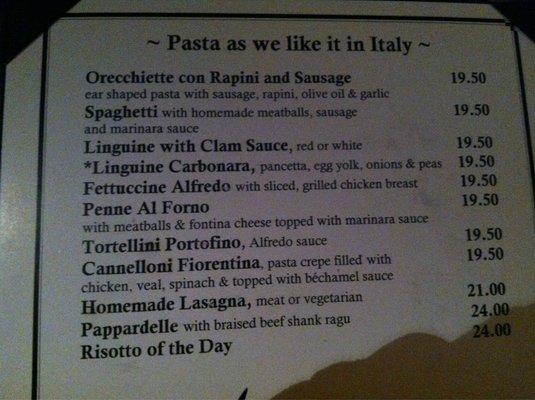 ~ Pasta as we like it in Italy ~
Orecchiette con Rapini and Sausage 19.50
ear shaped pasta with sausage, rapini, olive oil & garlic
Spaghetti with homemade meatballs, sausage 19.50
and marinara sauce
Linguine with Clam Sauce, red or white 19.50
*Linguine Carbonara, pancetta, egg yolk, onions & peas 19.50
Fettuccine Alfredo with sliced, grilled chicken breast 19.50
Penne Al Forno 19.50
with meatballs & fontina cheese topped with marinara sauce
Tortellini Portofino, Alfredo sauce 19.50
Cannelloni Fiorentina, pasta crepe filled with 19.50
chicken, veal, spinach & topped with béchamel sauce
Homemade Lasagna, meat or vegetarian 21.00
Pappardelle with braised beef shank ragu 24.00
Risotto of the Day 24.00